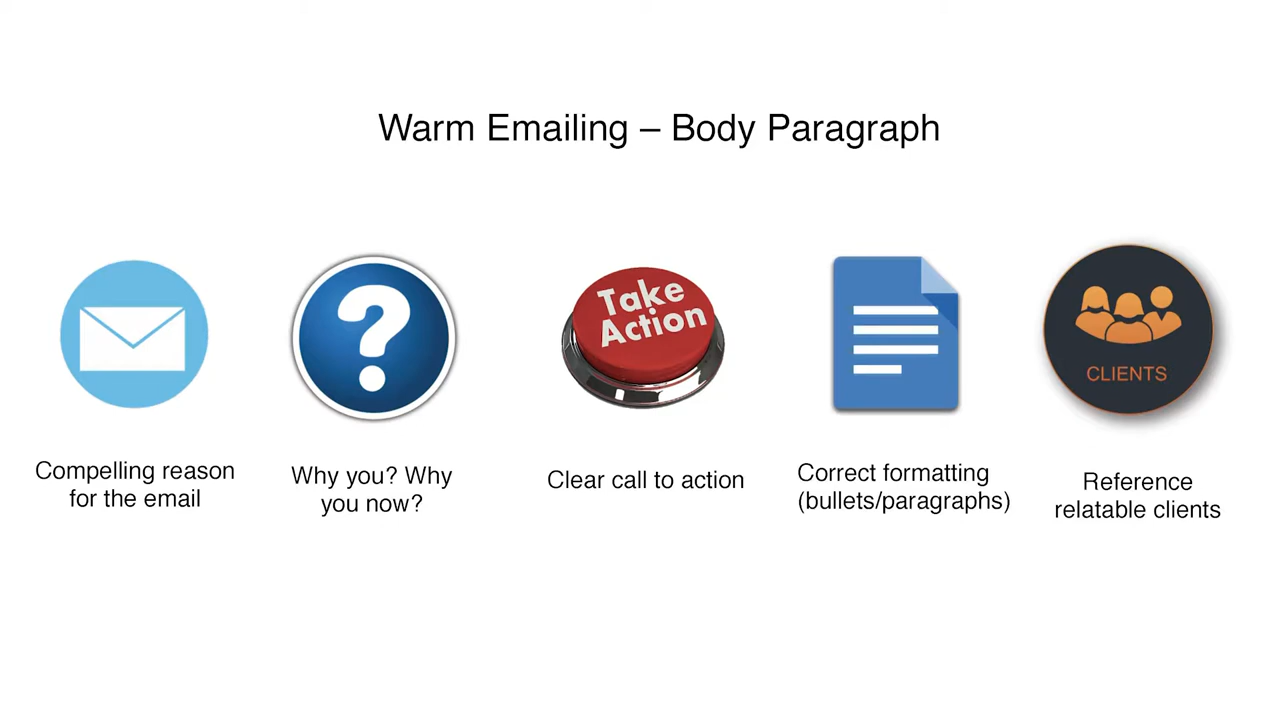 Warm Emailing – Body Paragraph
Take
Action
CLIENTS
Compelling reason
for the email
Why you? Why
you now?
Clear call to action
Correct formatting
(bullets/paragraphs)
Reference
relatable clients